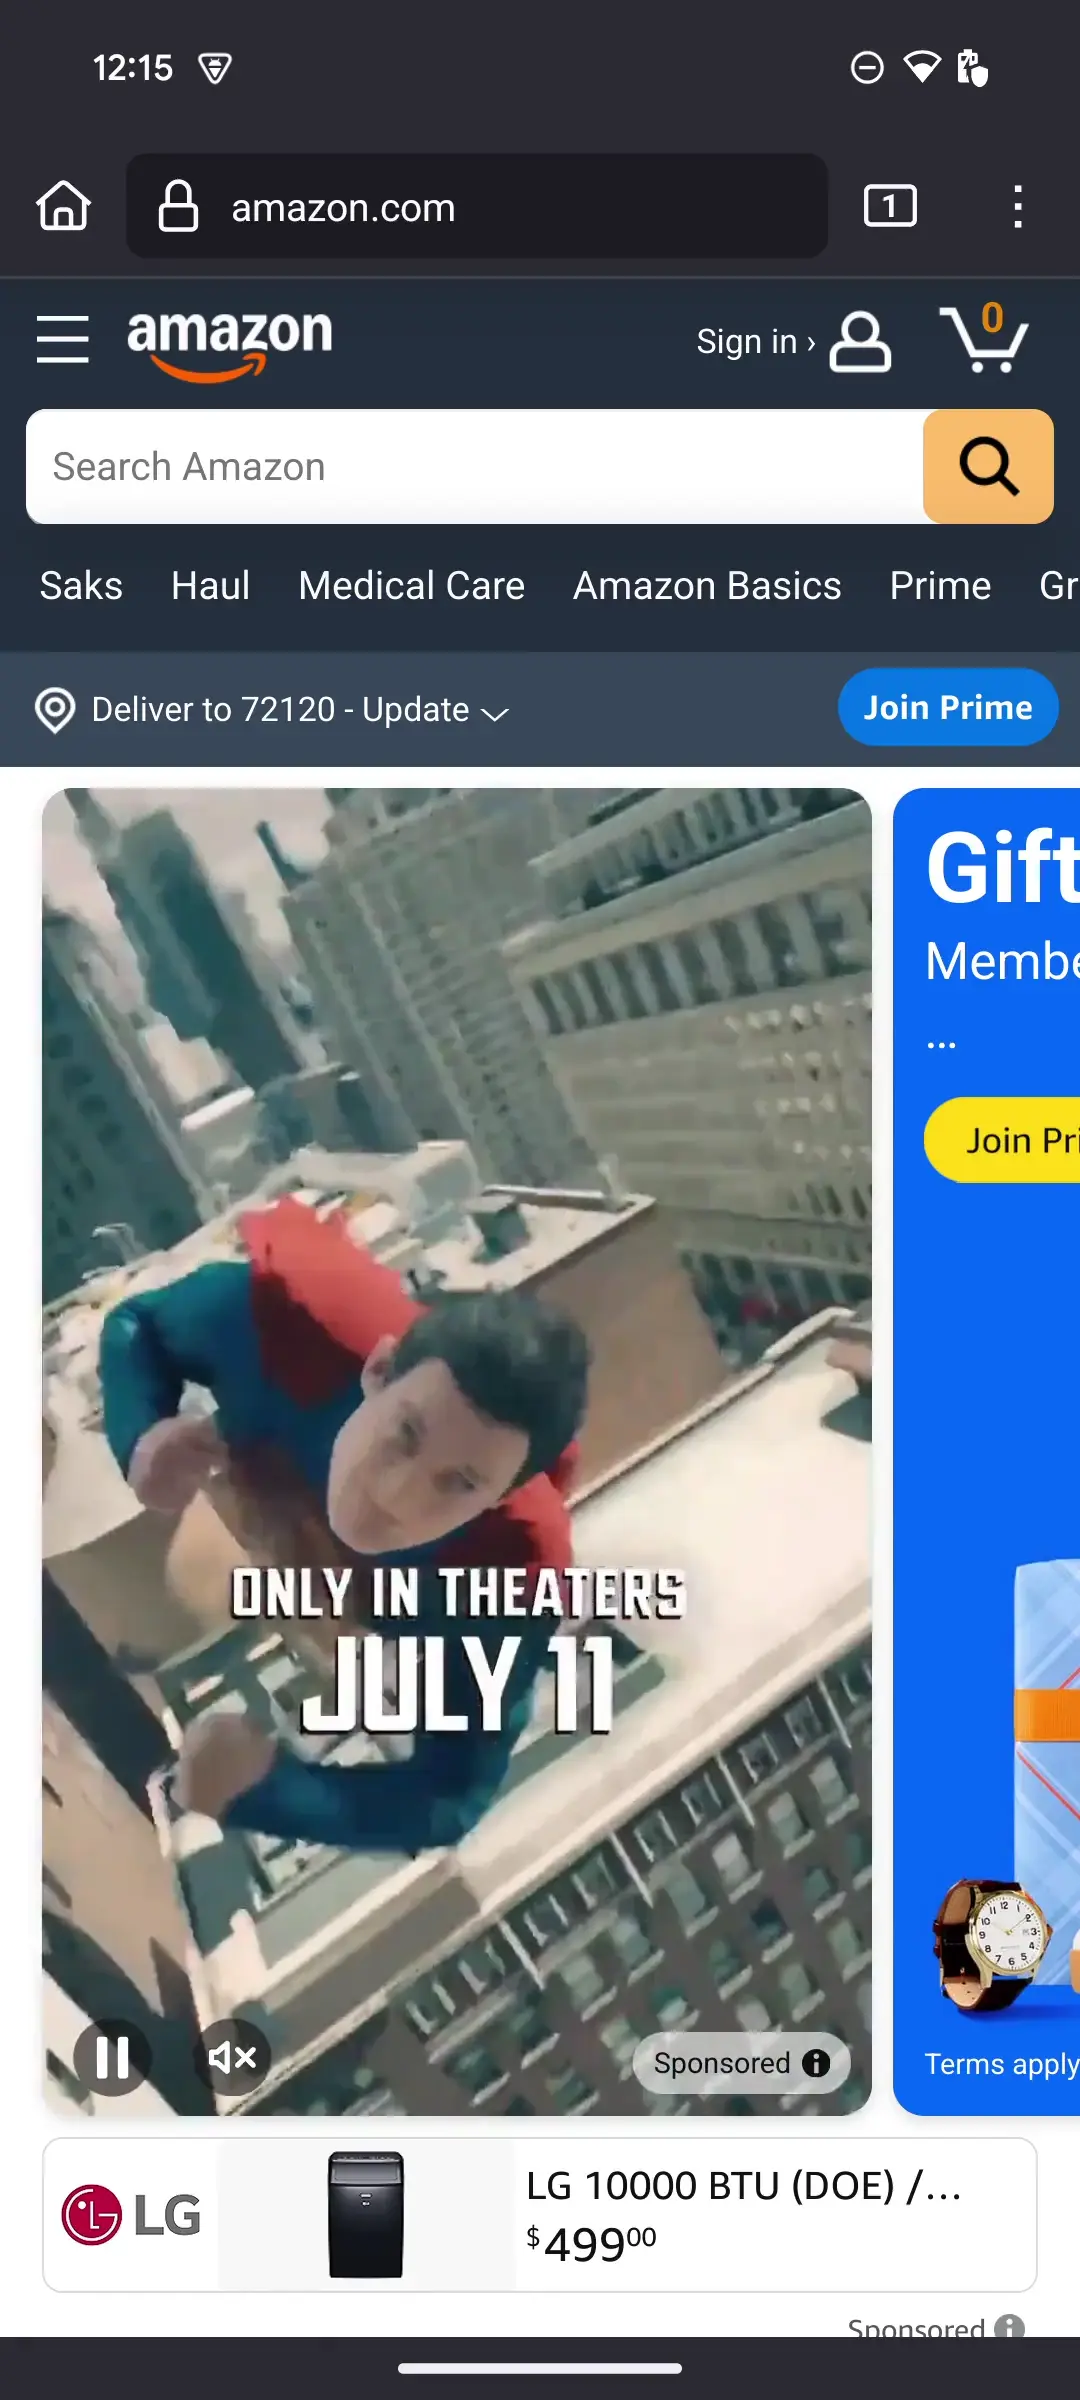 12:15
amazon.com
1
amazon
Sign in ›
0
Search Amazon
Saks Haul Medical Care Amazon Basics Prime Gr
Deliver to 72120 - Update
Join Prime
ONLY IN THEATERS
JULY 11
Sponsored
Gift
Membe
...
Join Pri
Terms apply
LG
LG 10000 BTU (DOE) /...
$49900
Sponsored